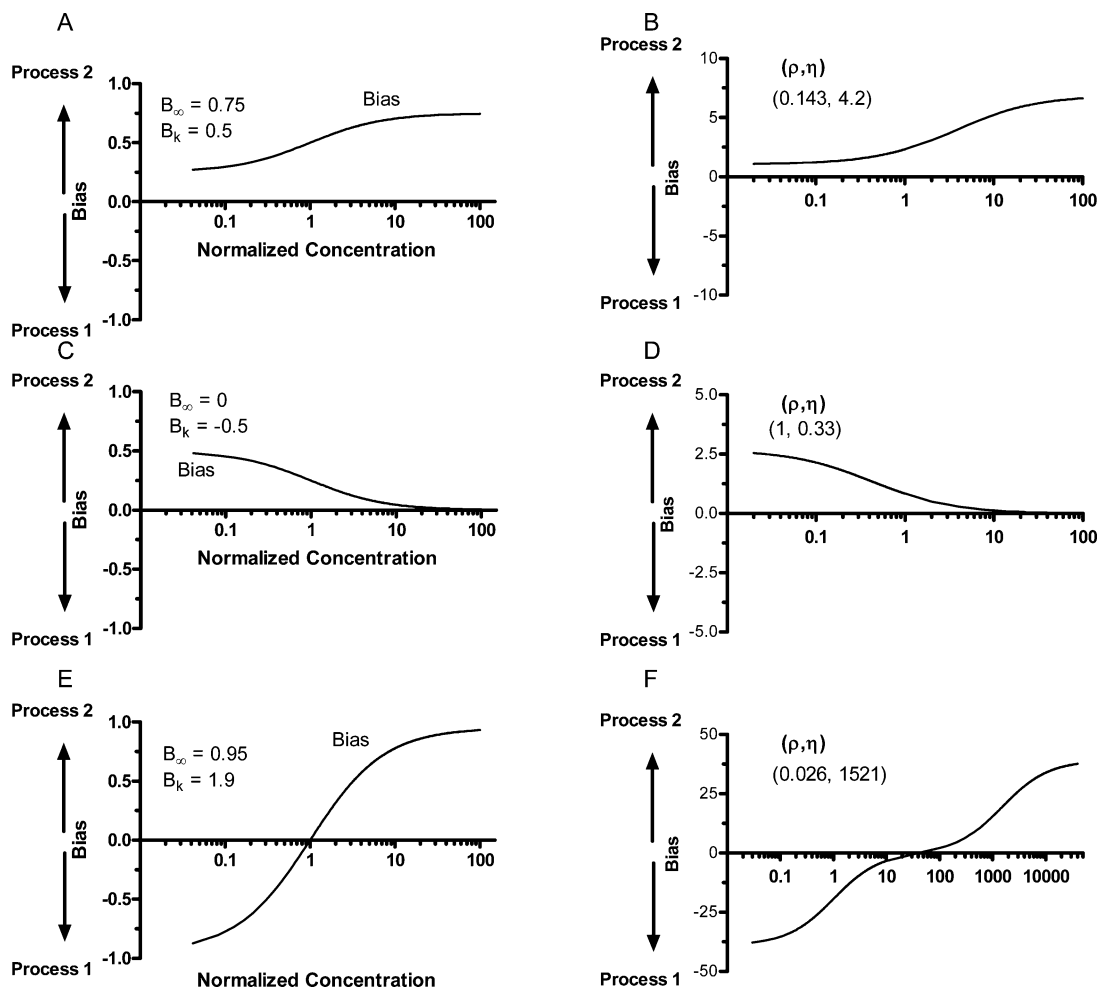 A
Process 2
1.0
B∞ = 0.75
Bk = 0.5
Bias
0.5
0.0
0.1 1 10 100
Normalized Concentration
-0.5
-1.0
Bias
Process 1
B
Process 2
10
(ρ,η)
(0.143, 4.2)
5
0
0.1 1 10 100
-5
-10
Bias
Process 1
C
Process 2
1.0
B∞ = 0
Bk = -0.5
0.5
Bias
0.0
0.1 1 10 100
Normalized Concentration
-0.5
-1.0
Bias
Process 1
D
Process 2
5.0
(ρ,η)
(1, 0.33)
2.5
0.0
0.1 1 10 100
-2.5
-5.0
Bias
Process 1
E
Process 2
1.0
B∞ = 0.95
Bk = 1.9
Bias
0.5
0.0
0.1 1 10 100
-0.5
-1.0
Bias
Process 1
Normalized Concentration
F
Process 2
50
(ρ,η)
(0.026, 1521)
25
0
0.1 1 10 100 1000 10000
-25
-50
Bias
Process 1